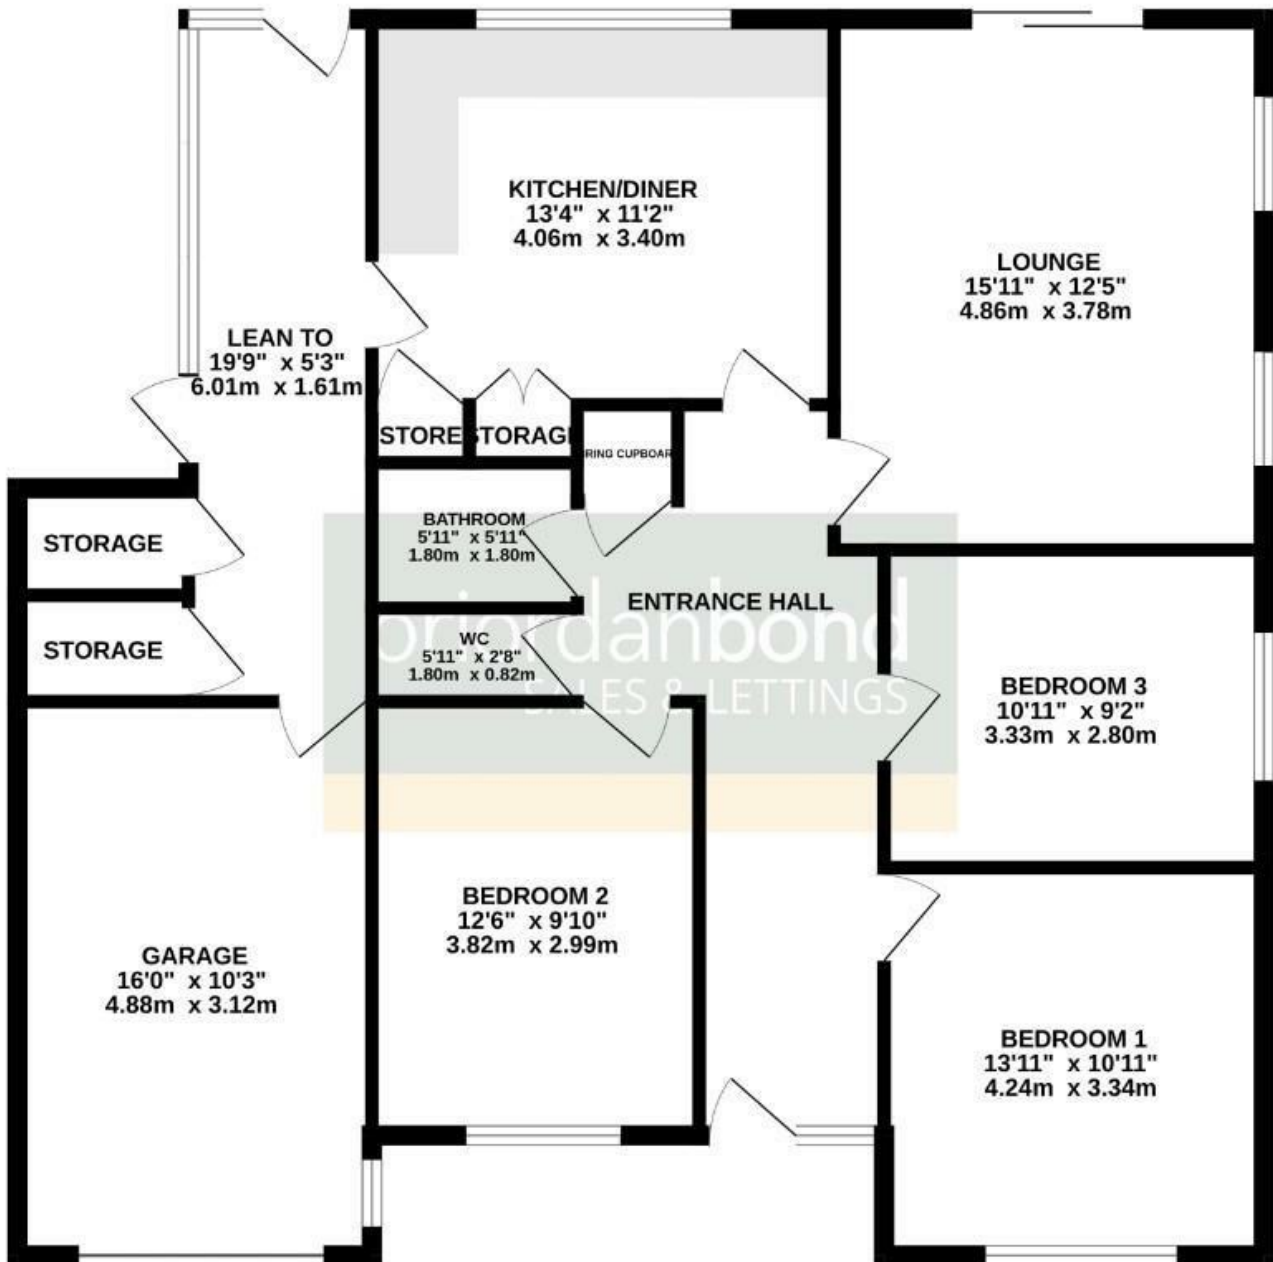 KITCHEN/DINER
13'4" x 11'2"
4.06m x 3.40m
LOUNGE
15'11" x 12'5"
4.86m x 3.78m
LEAN TO
19'9" x 5'3"
6.01m x 1.61m
STORE
STORAGE
RING CUPBOAR
BATHROOM
5'11" x 5'11"
1.80m x 1.80m
STORAGE
ENTRANCE HALL
WC
5'11" x 2'8"
1.80m x 0.82m
STORAGE
oriordanbond
SALES & LETTINGS
BEDROOM 3
10'11" x 9'2"
3.33m x 2.80m
BEDROOM 2
12'6" x 9'10"
3.82m x 2.99m
GARAGE
16'0" x 10'3"
4.88m x 3.12m
BEDROOM 1
13'11" x 10'11"
4.24m x 3.34m